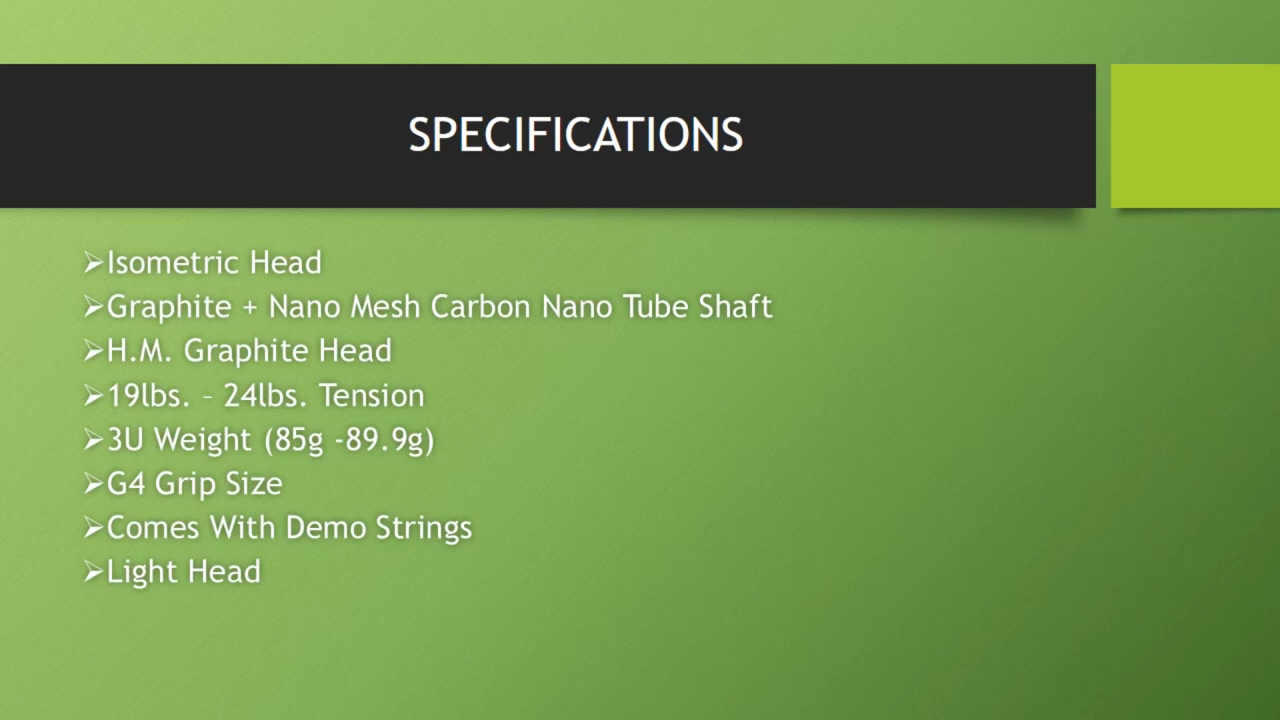 SPECIFICATIONS
➢Isometric Head
➢Graphite + Nano Mesh Carbon Nano Tube Shaft
➢H.M. Graphite Head
➢19lbs. – 24lbs. Tension
➢3U Weight (85g -89.9g)
➢G4 Grip Size
➢Comes With Demo Strings
➢Light Head